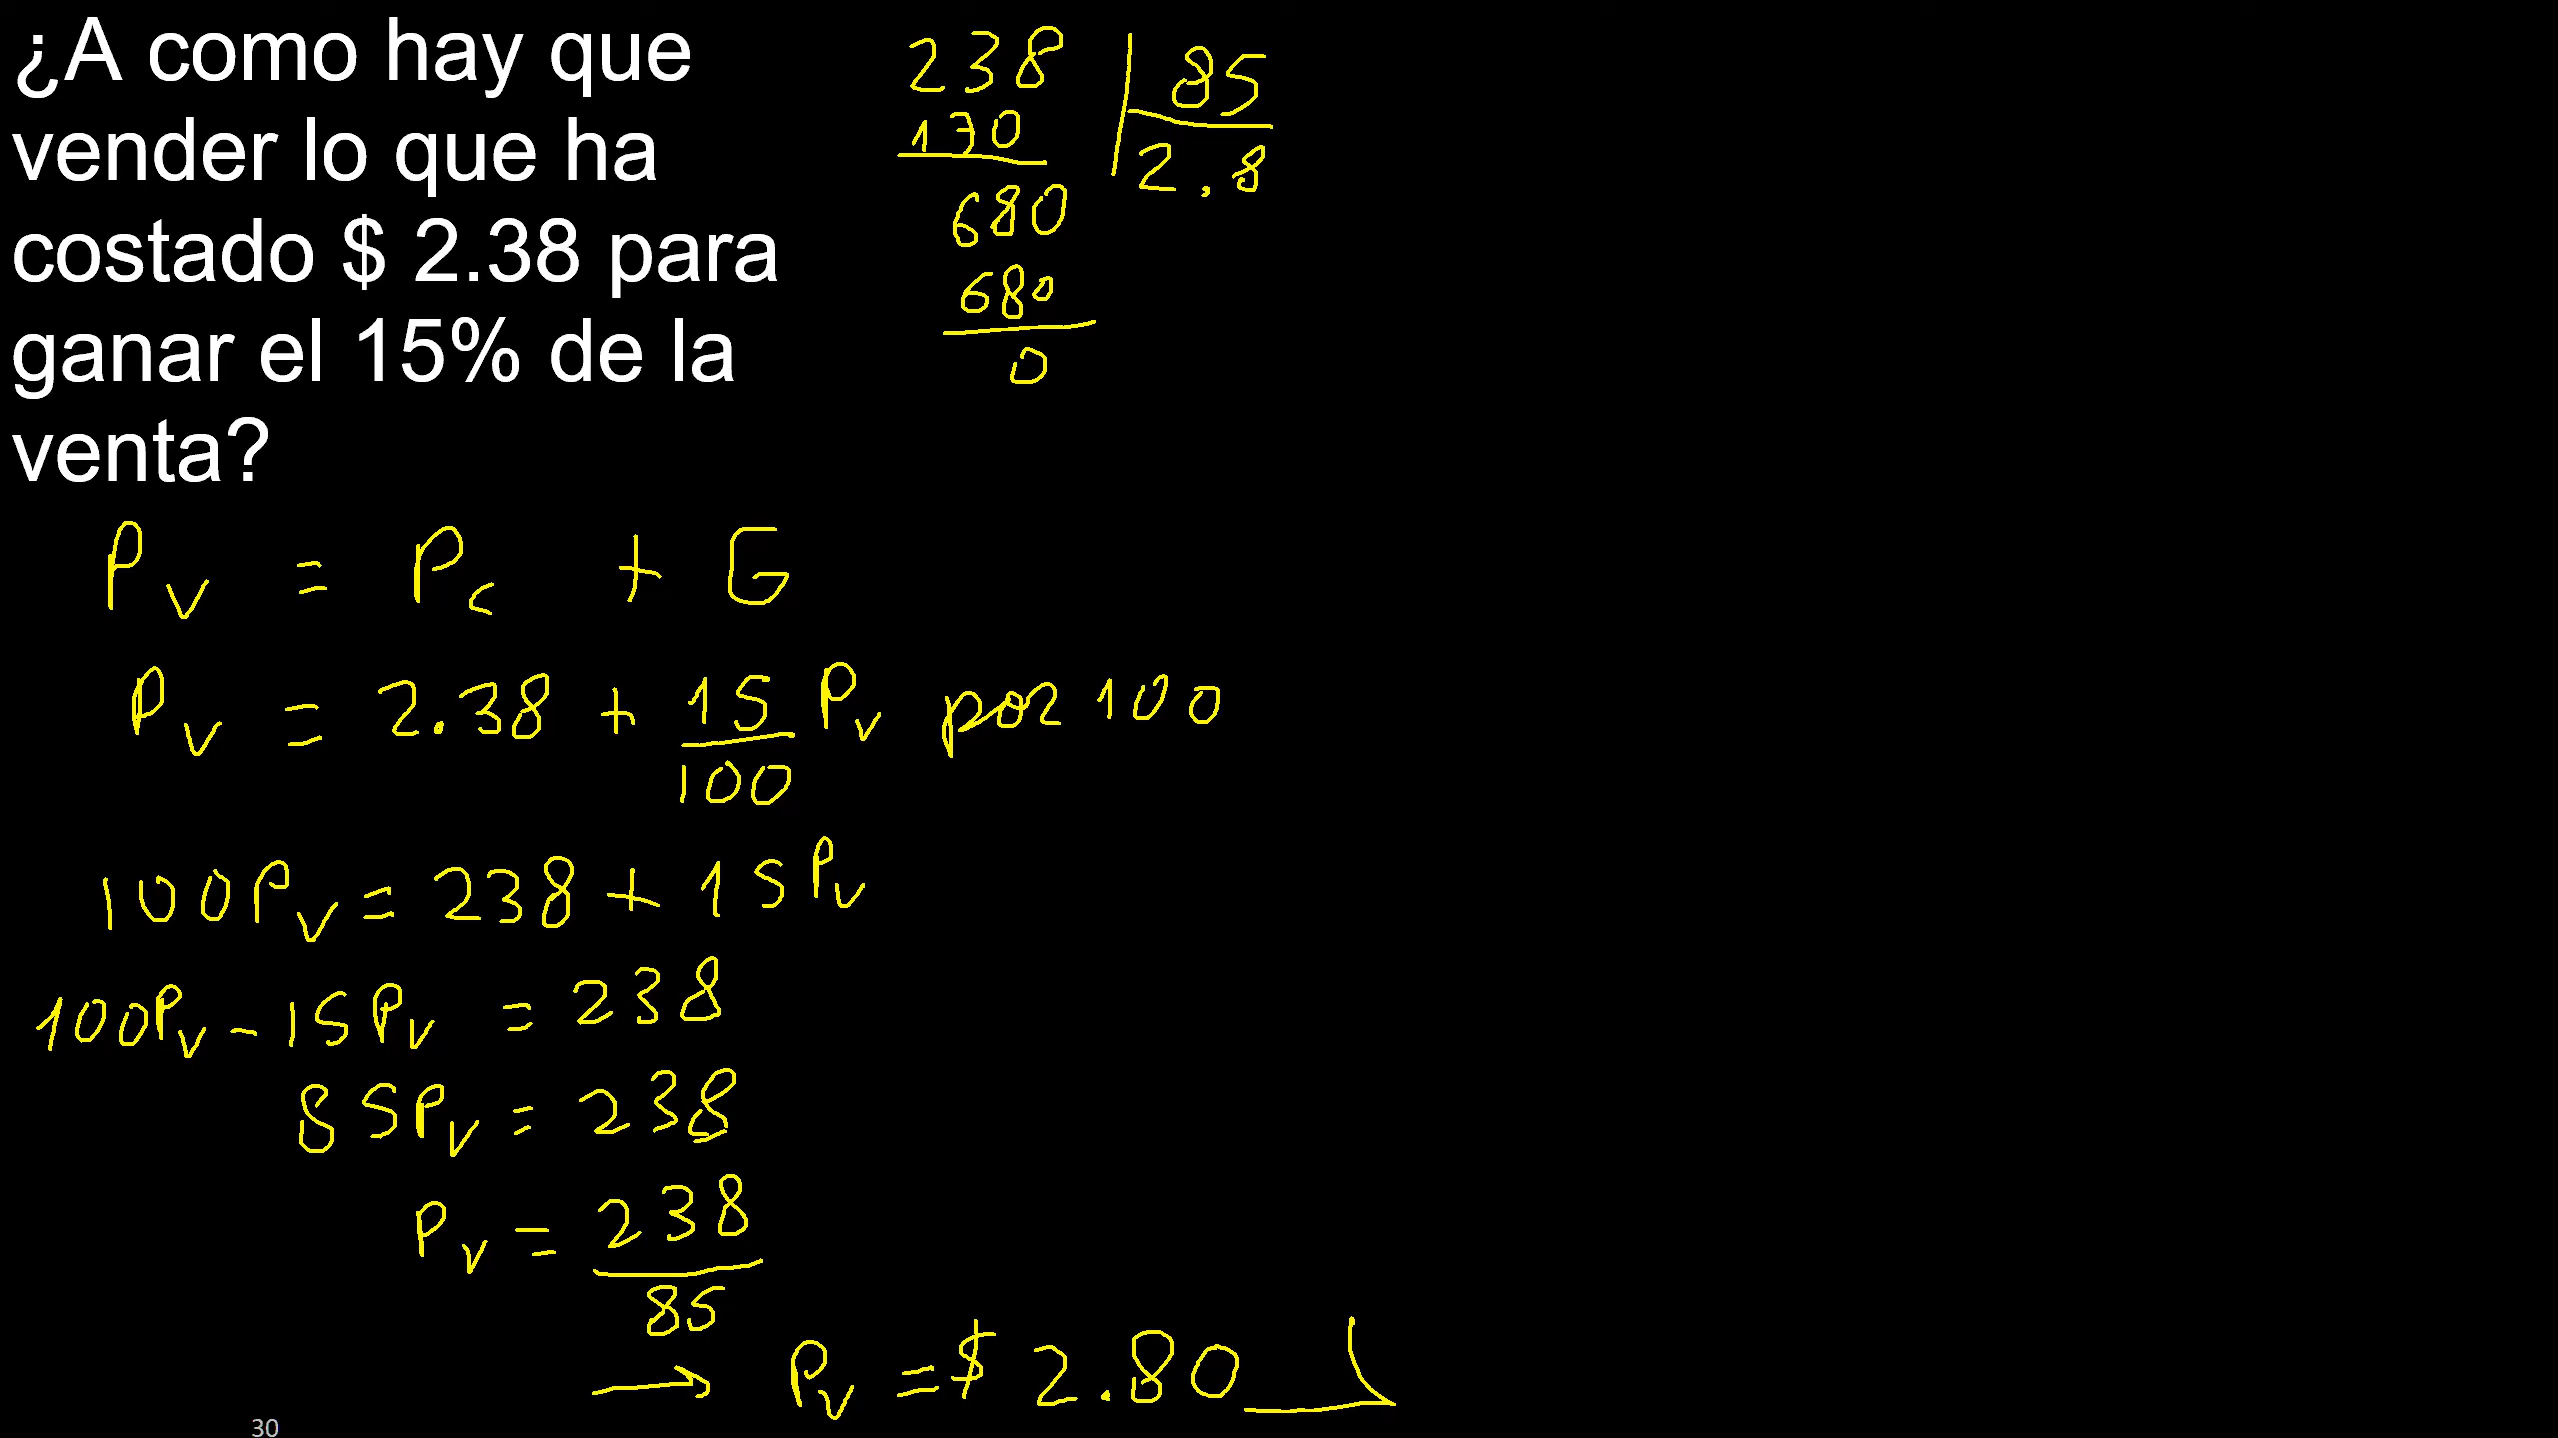 ¿A como hay que
vender lo que ha
costado $ 2.38 para
ganar el 15% de la
venta?
238 | 85
170 2.8
680
680
0
Pv = Pc + G
Pv = 2.38 + 15/100 Pv por 100
100Pv = 238 + 15Pv
100Pv - 15Pv = 238
85Pv = 238
Pv = 238/85
→ Pv = $ 2.80
30